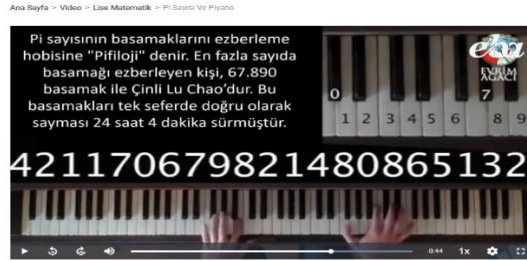 Ana Sayfa > Video > Lise Matematik > Pi Sayısı Ve Piyano
Pi sayısının basamaklarını ezberleme
hobisine "Pifiloji" denir. En fazla sayıda
basamağı ezberleyen kişi, 67.890
basamak ile Çinli Lu Chao'dur. Bu
basamakları tek seferde doğru olarak
sayması 24 saat 4 dakika sürmüştür.
eba
EVRİM
AĞACI
0 7
1 2 3 4 5 6 8 9
421170679821480865132
-0:44 1x